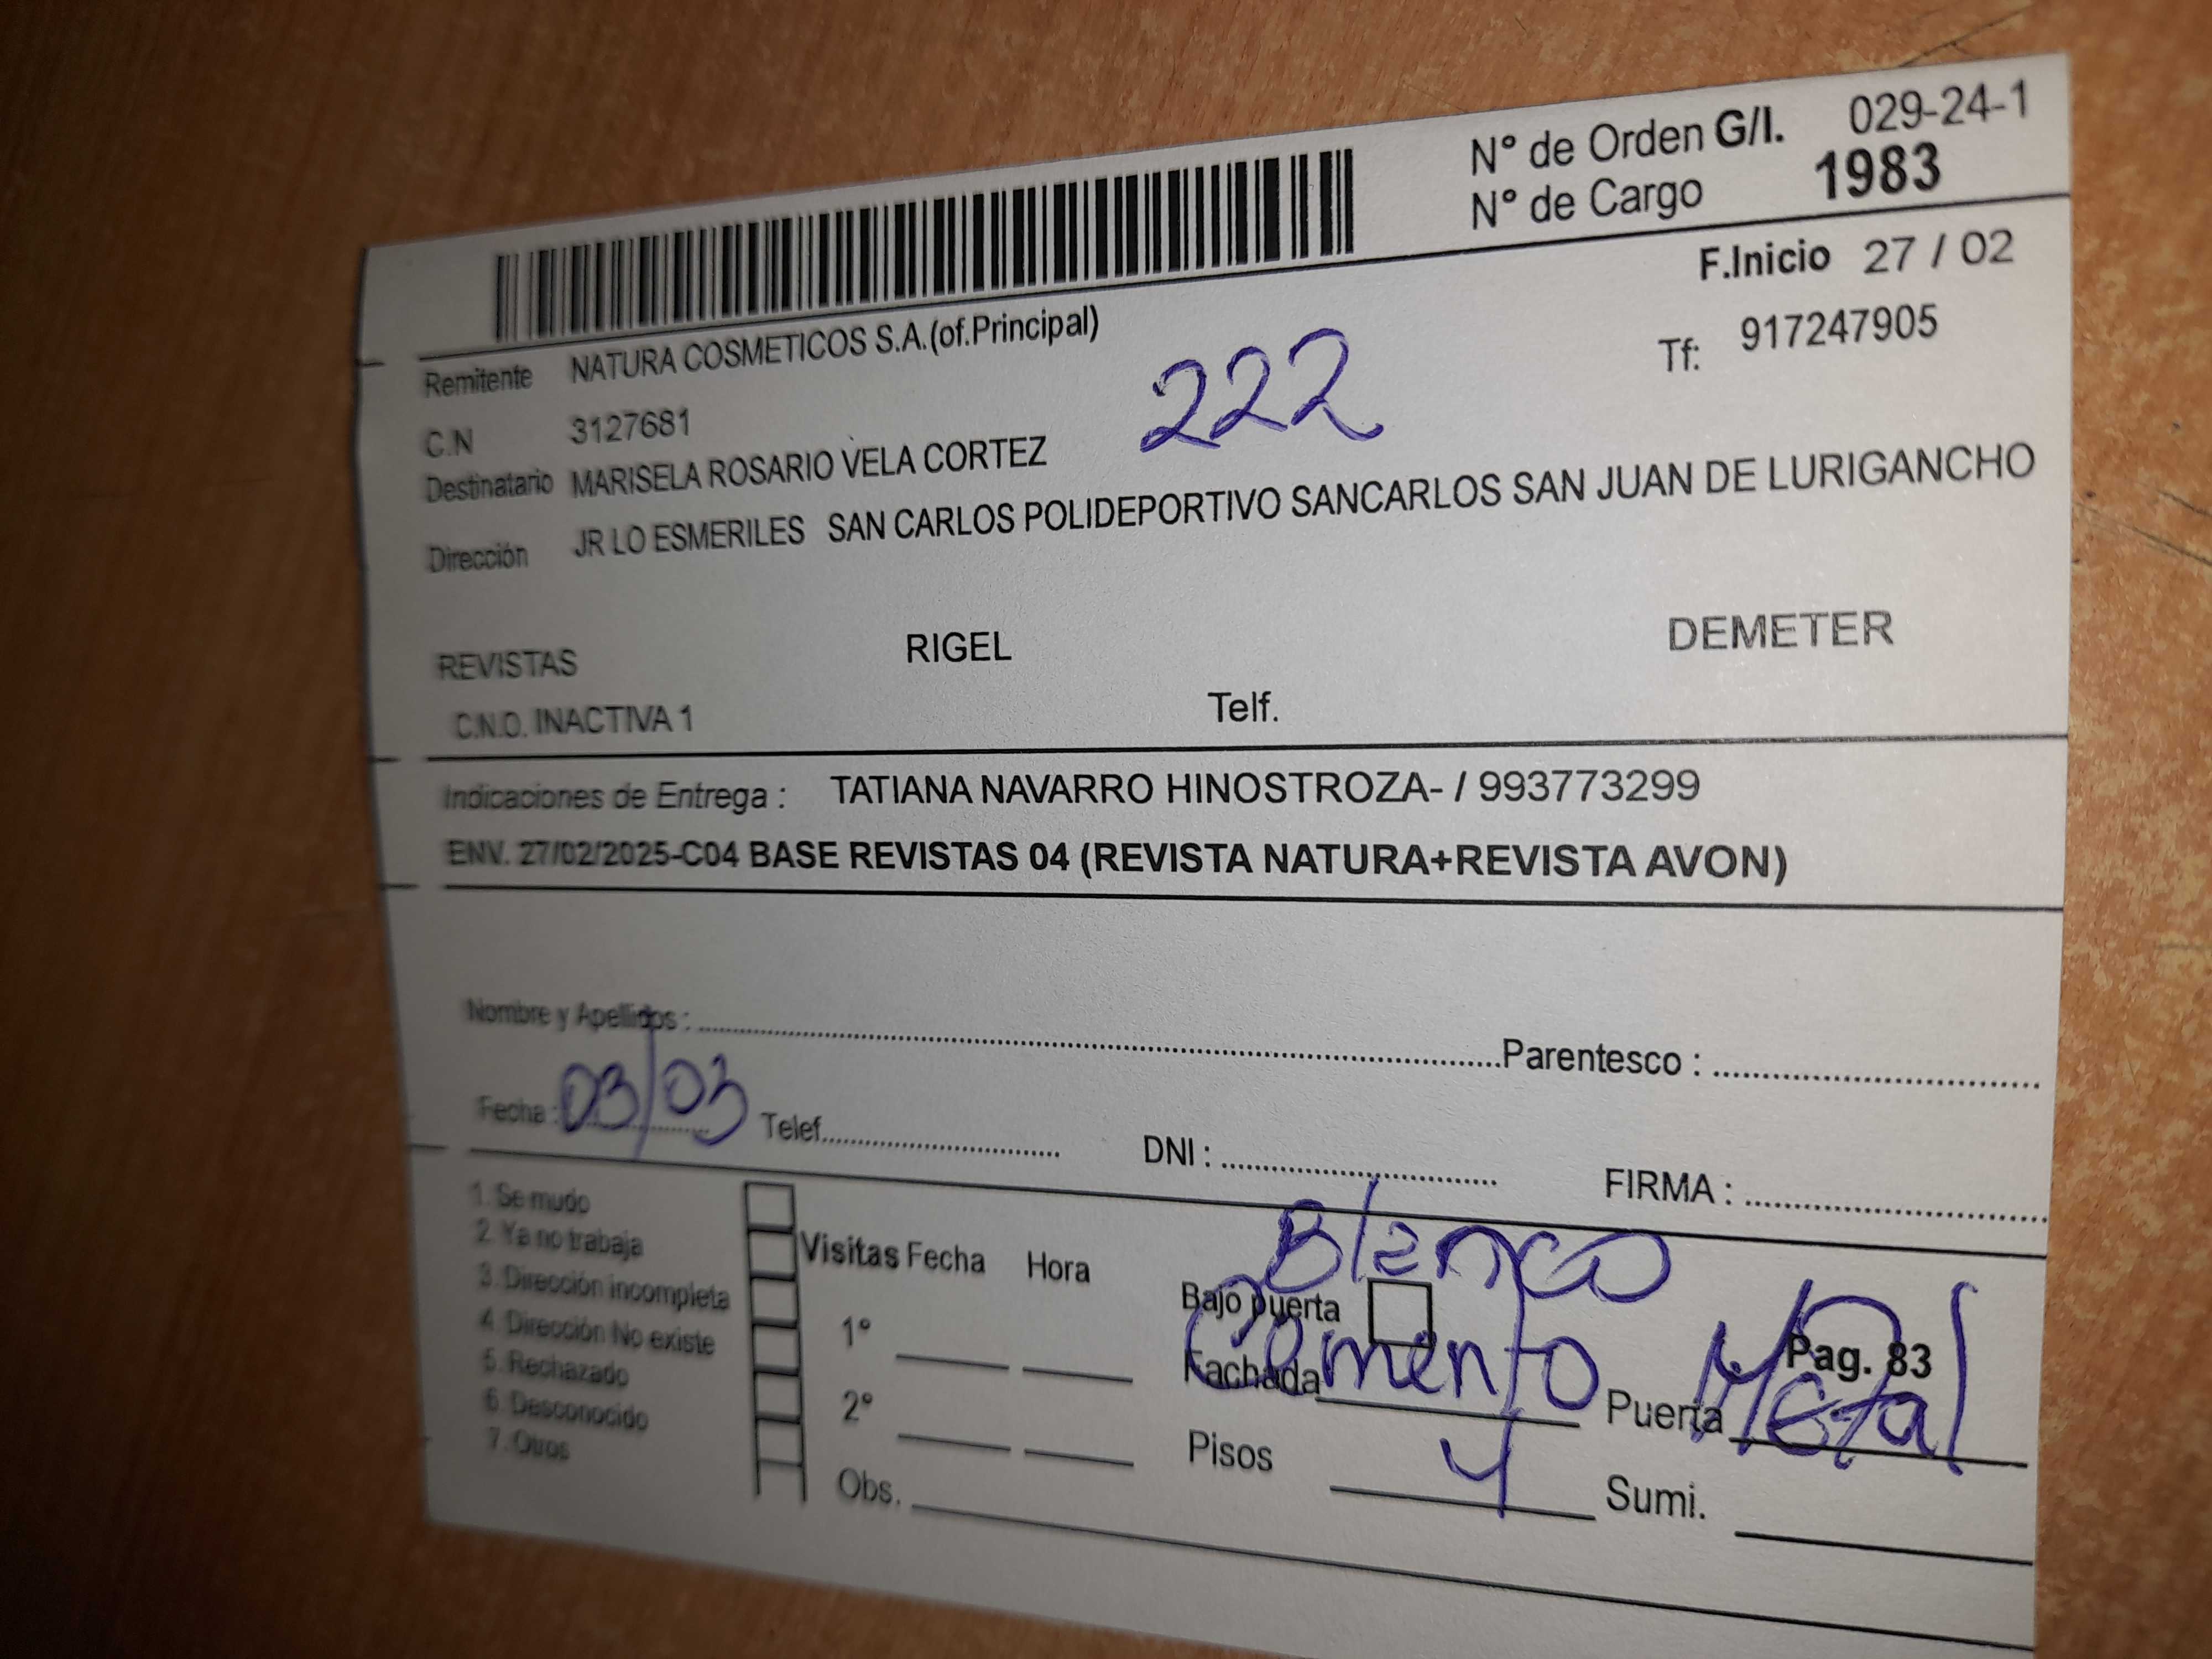 N° de Orden G/I. 029-24-1
N° de Cargo 1983
F.Inicio 27 / 02
Remitente NATURA COSMETICOS S.A.(of.Principal)
Tf: 917247905
C.N 3127681
222
Destinatario MARISELA ROSARIO VELA CORTEZ
Dirección JR LO ESMERILES SAN CARLOS POLIDEPORTIVO SANCARLOS SAN JUAN DE LURIGANCHO
REVISTAS RIGEL DEMETER
C.N.O. INACTIVA 1 Telf.
Indicaciones de Entrega : TATIANA NAVARRO HINOSTROZA- / 993773299
ENV. 27/02/2025-C04 BASE REVISTAS 04 (REVISTA NATURA+REVISTA AVON)
Nombre y Apellidos : Parentesco :
Fecha : 03/03 Telef. DNI : FIRMA :
1. Se mudo
2. Ya no trabaja
3. Dirección incompleta
4. Dirección No existe
5. Rechazado
6. Desconocido
7. Otros
Visitas Fecha Hora
1°
2°
Obs.
Blanco
Bajo puerta
Pag. 83
Fachada Cemento Puerta Metal
Pisos 4 Sumi.